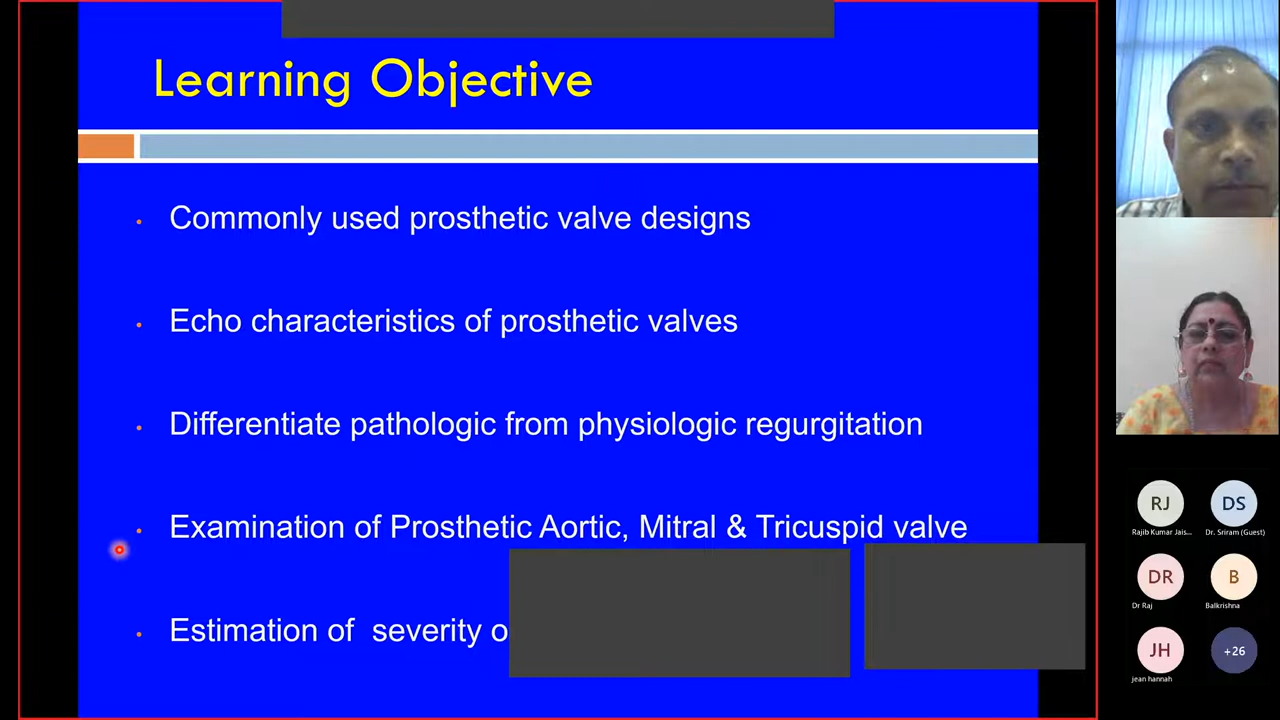 Learning Objective
Commonly used prosthetic valve designs
Echo characteristics of prosthetic valves
Differentiate pathologic from physiologic regurgitation
Examination of Prosthetic Aortic, Mitral & Tricuspid valve
Estimation of severity
RJ
Rajib Kumar Jais...
DS
Dr. Sriram (Guest)
DR
Dr Raj
B
Balkrishna
JH
jean hannah
+26